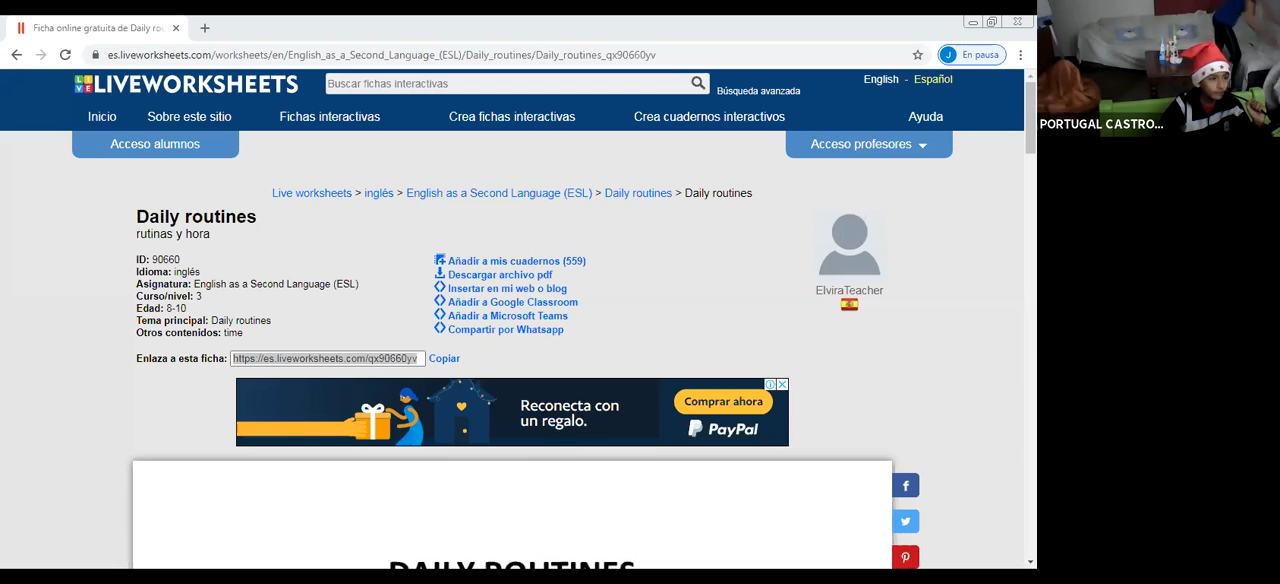 Ficha online gratuita de Daily ro
es.liveworksheets.com/worksheets/en/English_as_a_Second_Language_(ESL)/Daily_routines/Daily_routines_qx90660yv
J En pausa
LIVEWORKSHEETS
Buscar fichas interactivas
Búsqueda avanzada
English - Español
Inicio Sobre este sitio Fichas interactivas Crea fichas interactivas Crea cuadernos interactivos Ayuda
Acceso alumnos Acceso profesores
Live worksheets > inglés > English as a Second Language (ESL) > Daily routines > Daily routines
Daily routines
rutinas y hora
ID: 90660
Idioma: inglés
Asignatura: English as a Second Language (ESL)
Curso/nivel: 3
Edad: 8-10
Tema principal: Daily routines
Otros contenidos: time
Añadir a mis cuadernos (559)
Descargar archivo pdf
Insertar en mi web o blog
Añadir a Google Classroom
Añadir a Microsoft Teams
Compartir por Whatsapp
ElviraTeacher
Enlaza a esta ficha: https://es.liveworksheets.com/qx90660yv Copiar
Reconecta con
un regalo.
Comprar ahora
PayPal
DAILY ROUTINES
PORTUGAL CASTRO...